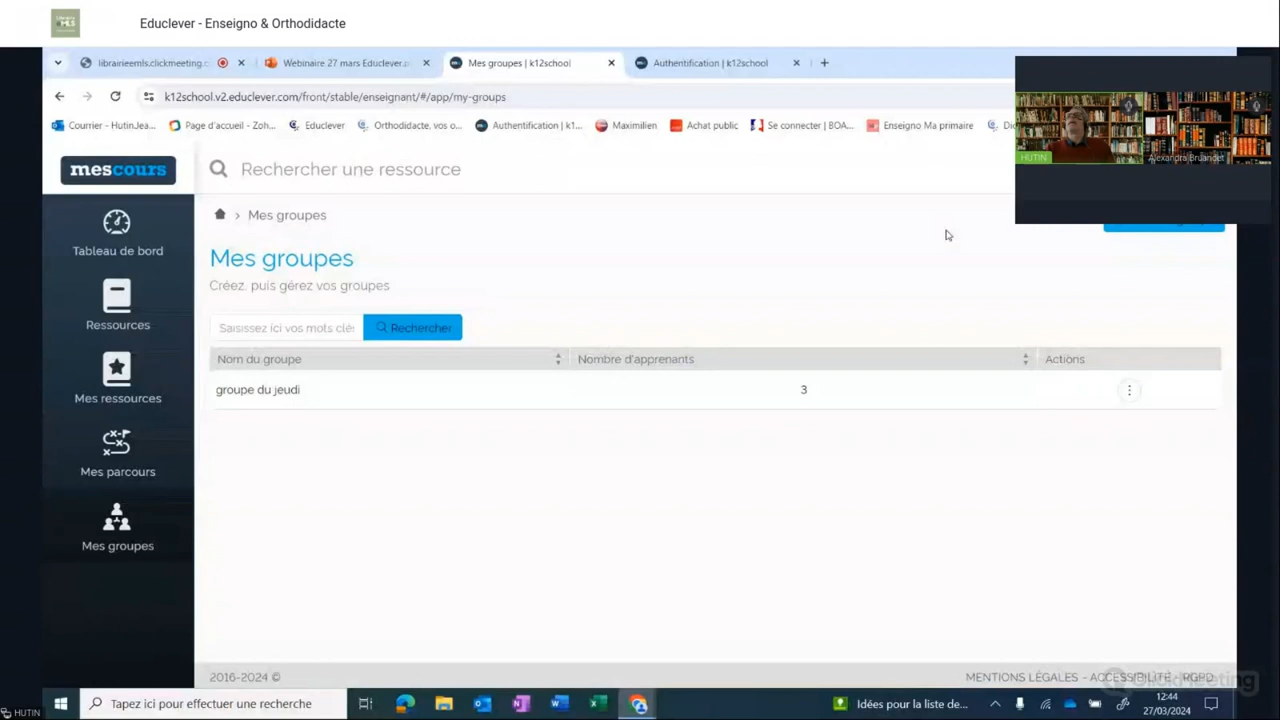 Educlever - Enseigno & Orthodidacte
librairieemls.clickmeeting.c
Webinaire 27 mars Educlever.p
Mes groupes | k12school
Authentification | k12school
k12school.v2.educlever.com/front/stable/enseignant/#/app/my-groups
Courrier - HutinJea...
Page d'accueil - Zoh...
Educlever
Orthodidacte, vos o...
Authentification | k1...
Maximilien
Achat public
Se connecter | BOA...
Enseigno Ma primaire
HUTIN
Alexandra Bruandet
mescours
Rechercher une ressource
Mes groupes
Tableau de bord
Mes groupes
Créez, puis gérez vos groupes
Ressources
Saisissez ici vos mots clés
Rechercher
Nom du groupe
Nombre d'apprenants
Actions
groupe du jeudi
3
Mes ressources
Mes parcours
Mes groupes
2016-2024 ©
MENTIONS LÉGALES - ACCESSIBILITÉ - RGPD
ClickMeeting
Tapez ici pour effectuer une recherche
Idées pour la liste de...
12:44
27/03/2024
HUTIN